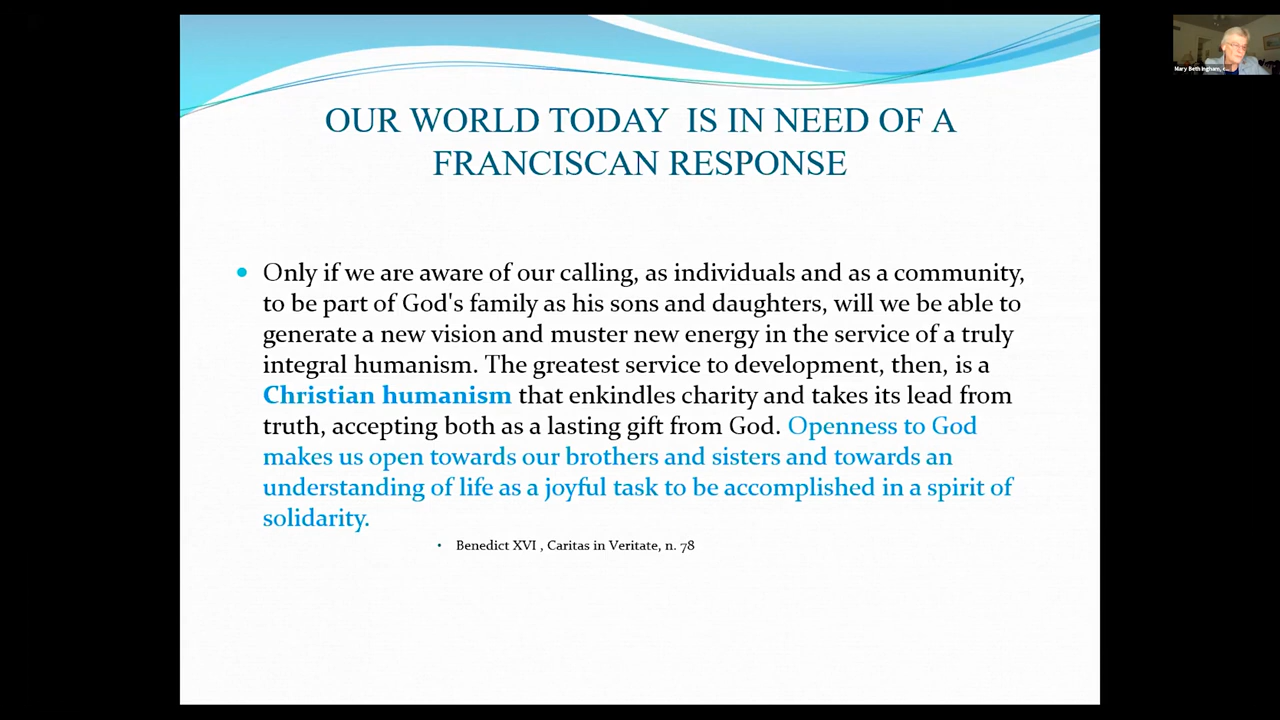 OUR WORLD TODAY IS IN NEED OF A
FRANCISCAN RESPONSE
• Only if we are aware of our calling, as individuals and as a community,
to be part of God's family as his sons and daughters, will we be able to
generate a new vision and muster new energy in the service of a truly
integral humanism. The greatest service to development, then, is a
Christian humanism that enkindles charity and takes its lead from
truth, accepting both as a lasting gift from God. Openness to God
makes us open towards our brothers and sisters and towards an
understanding of life as a joyful task to be accomplished in a spirit of
solidarity.
• Benedict XVI , Caritas in Veritate, n. 78
Mary Beth Ingham,